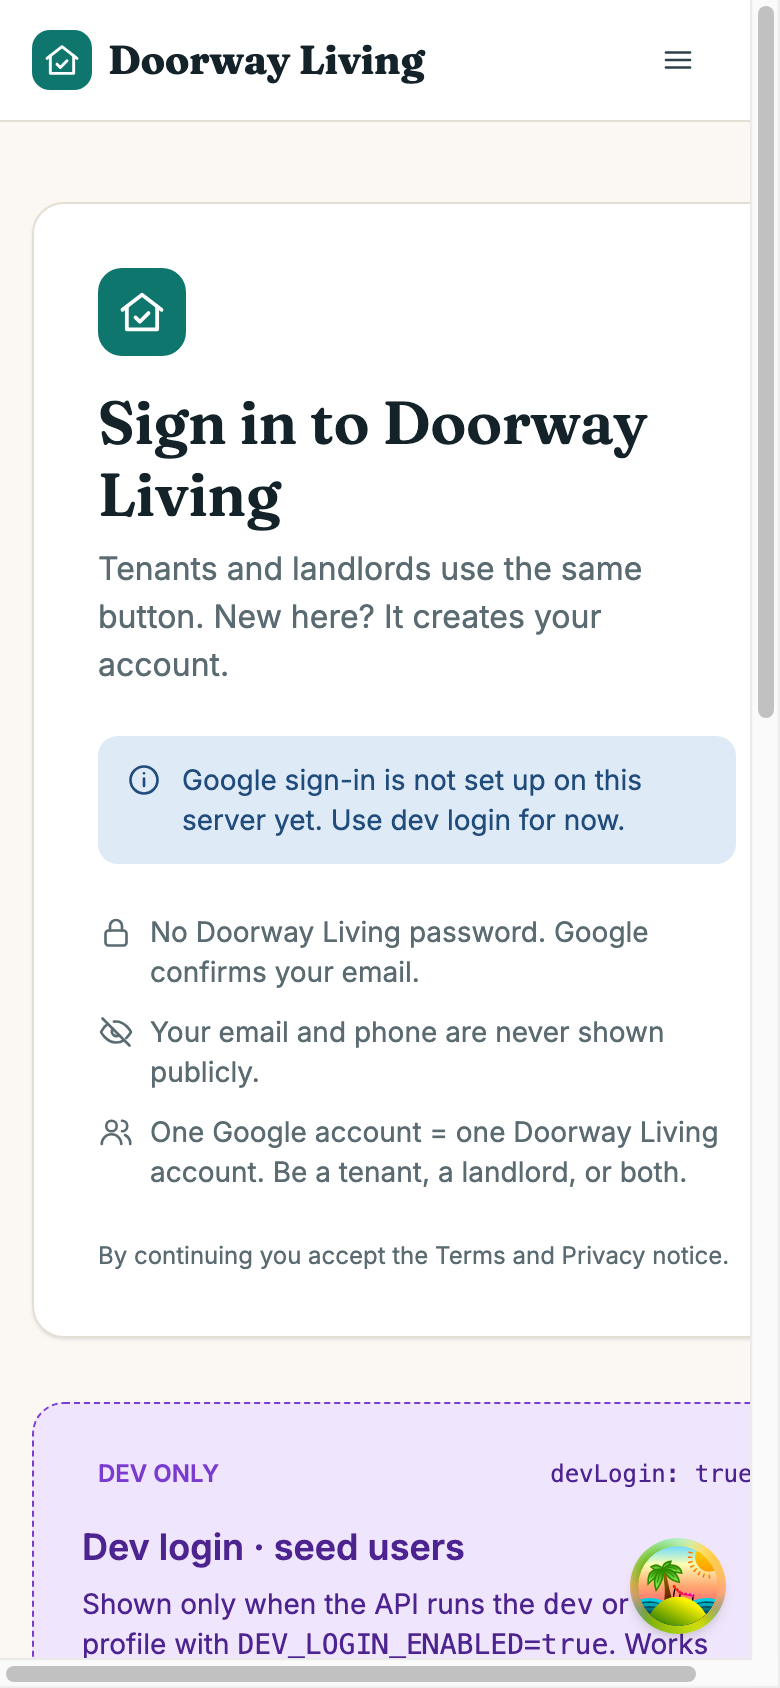 Doorway Living
Sign in to Doorway
Living
Tenants and landlords use the same
button. New here? It creates your
account.
Google sign-in is not set up on this
server yet. Use dev login for now.
No Doorway Living password. Google
confirms your email.
Your email and phone are never shown
publicly.
One Google account = one Doorway Living
account. Be a tenant, a landlord, or both.
By continuing you accept the Terms and Privacy notice.
DEV ONLY
devLogin: true
Dev login · seed users
Shown only when the API runs the dev or
profile with DEV_LOGIN_ENABLED=true. Works